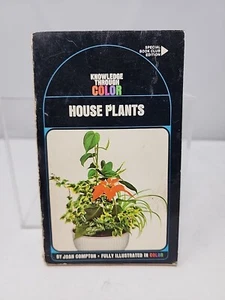 SPECIAL
BOOK CLUB
EDITION
KNOWLEDGE
THROUGH
COLOR
HOUSE PLANTS
BY JOAN COMPTON • FULLY ILLUSTRATED IN COLOR